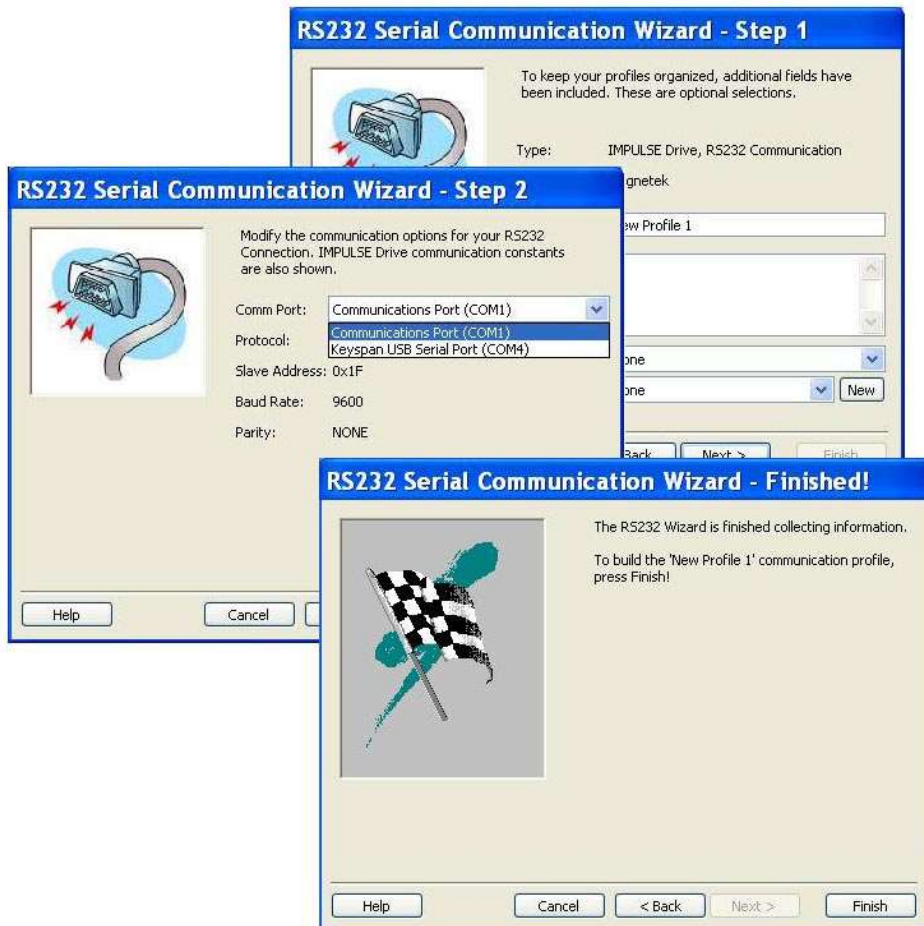 RS232 Serial Communication Wizard - Step 1
To keep your profiles organized, additional fields have
been included. These are optional selections.
Type: IMPULSE Drive, RS232 Communication
gnetek
ew Profile 1
one
one
New
Back
Next >
Finish
RS232 Serial Communication Wizard - Step 2
Modify the communication options for your RS232
Connection. IMPULSE Drive communication constants
are also shown.
Comm Port: Communications Port (COM1)
Communications Port (COM1)
Protocol:
Keyspan USB Serial Port (COM4)
Slave Address: 0x1F
Baud Rate: 9600
Parity: NONE
Help
Cancel
RS232 Serial Communication Wizard - Finished!
The RS232 Wizard is finished collecting information.
To build the 'New Profile 1' communication profile,
press Finish!
Help
Cancel
< Back
Next >
Finish